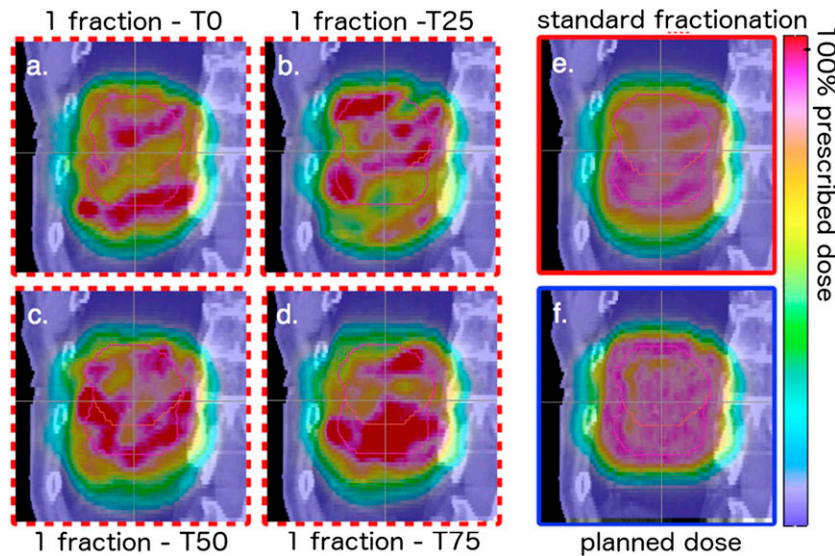 1 fraction - T0
1 fraction -T25
standard fractionation
a.
b.
e.
100% prescribed dose
c.
d.
f.
1 fraction - T50
1 fraction - T75
planned dose